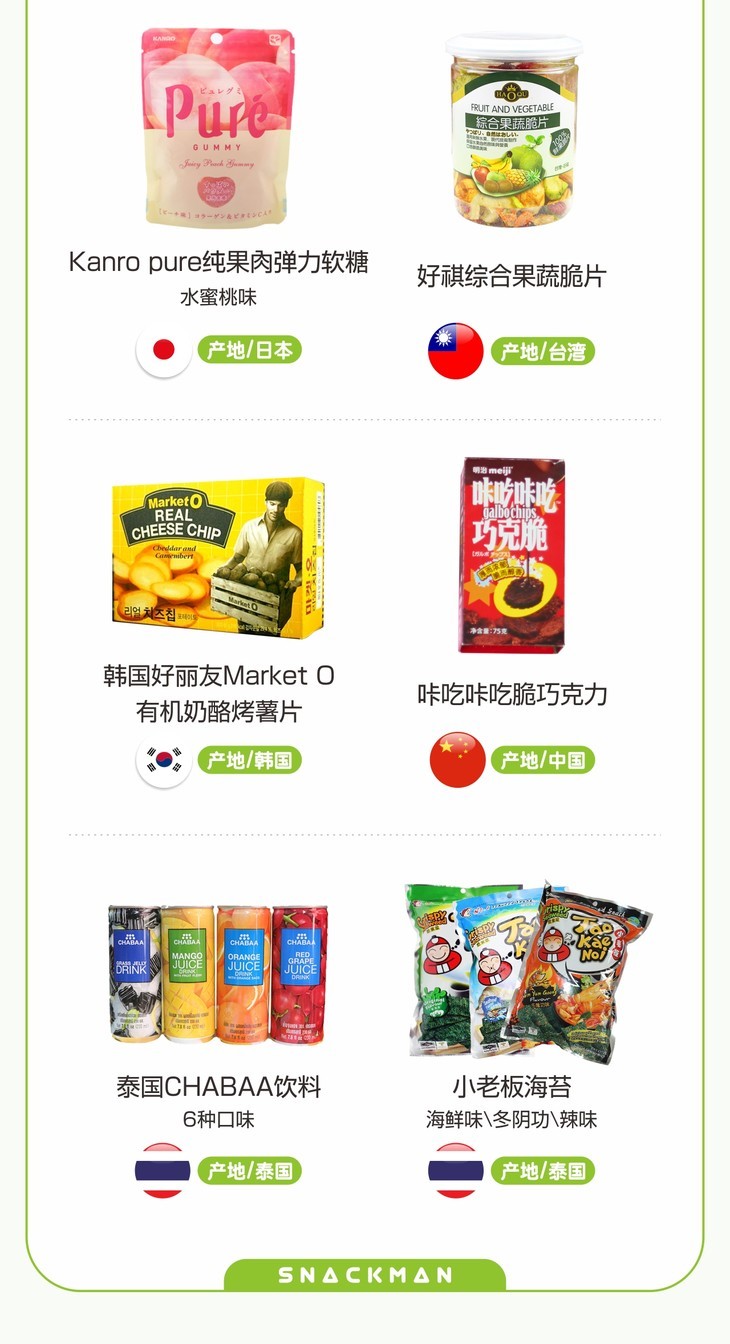 KANRO
ピュレグミ
Puré
GUMMY
Juicy Peach Gummy
HAOQU
FRUIT AND VEGETABLE
綜合果蔬脆片
100%
Kanro pure纯果肉弹力软糖
水蜜桃味
好祺综合果蔬脆片
产地/日本
产地/台湾
Market O
REAL
CHEESE CHIP
Cheddar and
Camembert
Market O
리얼 치즈칩
明治 meiji
咔吃咔吃
galbo chips
巧克脆
净含量:75克
韩国好丽友Market O
有机奶酪烤薯片
咔吃咔吃脆巧克力
产地/韩国
产地/中国
CHABAA
GRASS JELLY
DRINK
CHABAA
MANGO
JUICE
DRINK
CHABAA
ORANGE
JUICE
DRINK
CHABAA
RED
GRAPE
JUICE
DRINK
Crispy
Crispy
Crispy
Tao
Kae
Noi
泰国CHABAA饮料
6种口味
小老板海苔
海鲜味\冬阴功\辣味
产地/泰国
产地/泰国
SNACKMAN